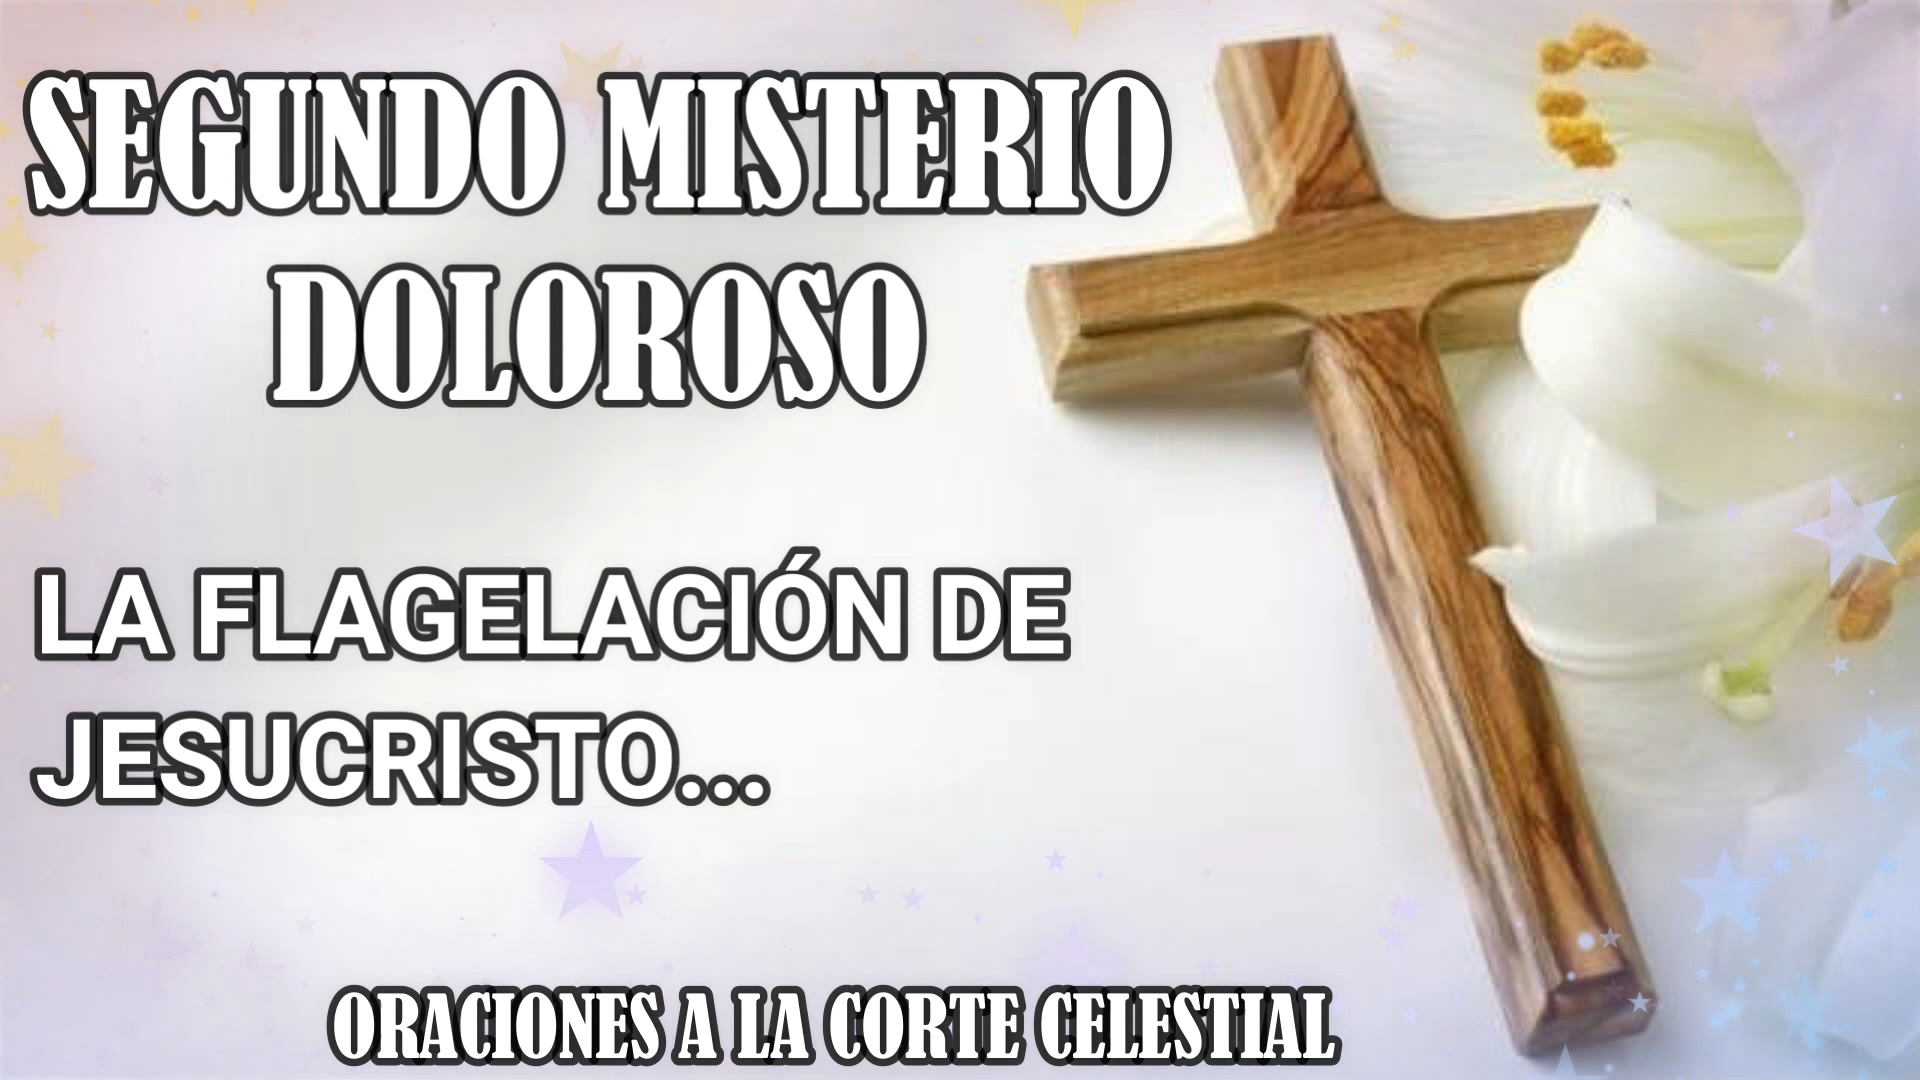 SEGUNDO MISTERIO
DOLOROSO
LA FLAGELACIÓN DE
JESUCRISTO...
ORACIONES A LA CORTE CELESTIAL